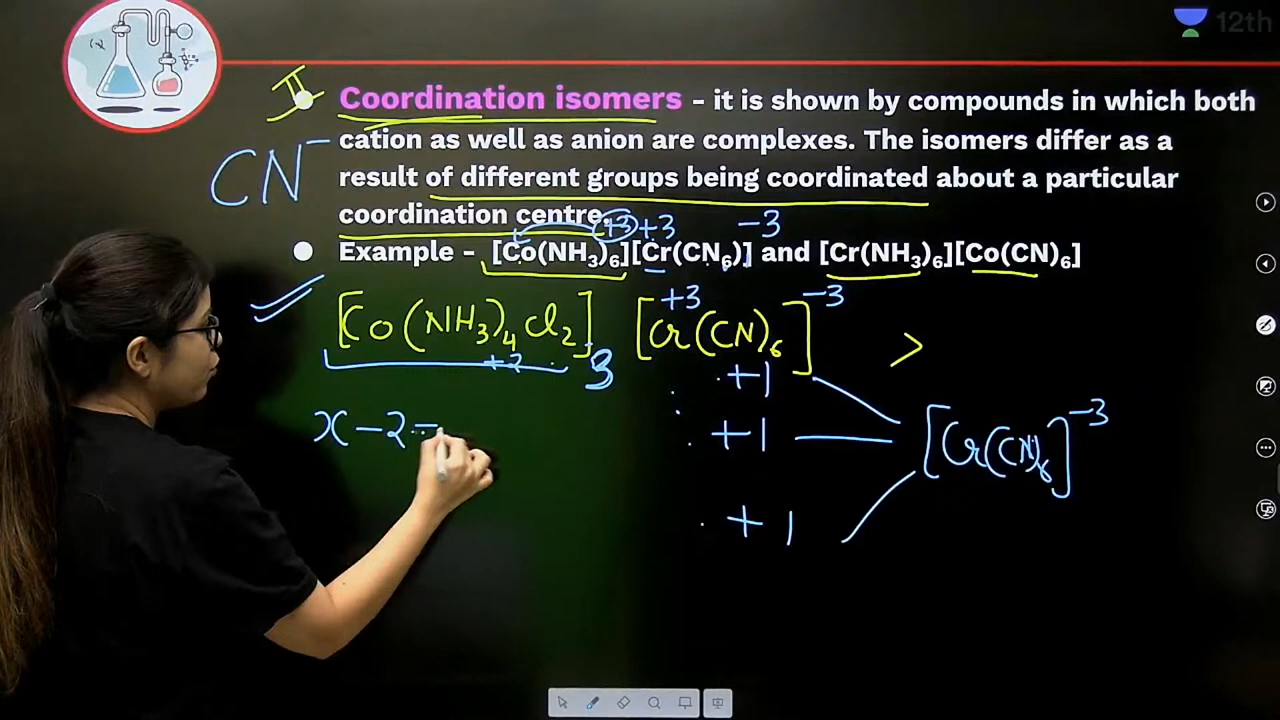 12th
II
Coordination isomers - it is shown by compounds in which both
cation as well as anion are complexes. The isomers differ as a
result of different groups being coordinated about a particular
coordination centre.
CN⁻
+3 +3 -3
Example - [Co(NH₃)₆][Cr(CN₆)] and [Cr(NH₃)₆][Co(CN)₆]
+3
[Co(NH₃)₄Cl₂]₃ [Cr(CN)₆]⁻³ >
+1
x - 2 =
+1 [Cr(CN)₆]⁻³
+1